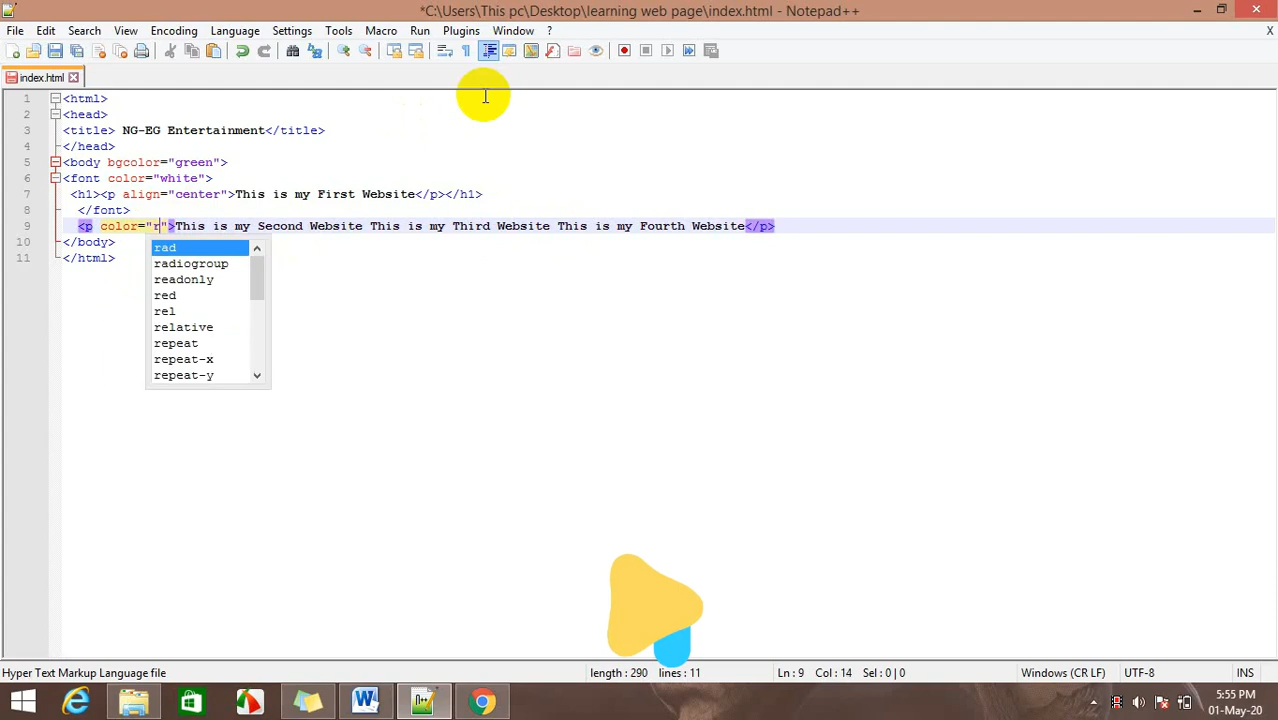 *C:\Users\This pc\Desktop\learning web page\index.html - Notepad++
File Edit Search View Encoding Language Settings Tools Macro Run Plugins Window ? X
index.html
1 <html>
2 <head>
3 <title> NG-EG Entertainment</title>
4 </head>
5 <body bgcolor="green">
6 <font color="white">
7 <h1><p align="center">This is my First Website</p></h1>
8 </font>
9 <p color="r">This is my Second Website This is my Third Website This is my Fourth Website</p>
10 </body>
11 </html>
rad
radiogroup
readonly
red
rel
relative
repeat
repeat-x
repeat-y
Hyper Text Markup Language file length : 290 lines : 11 Ln : 9 Col : 14 Sel : 0 | 0 Windows (CR LF) UTF-8 INS
5:55 PM
01-May-20